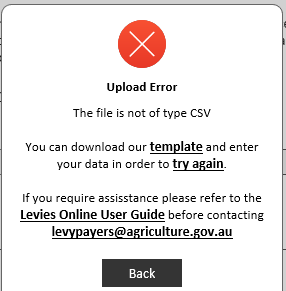 Upload Error
The file is not of type CSV
You can download our template and enter
your data in order to try again.
If you require assisstance please refer to the
Levies Online User Guide before contacting
levypayers@agriculture.gov.au
Back